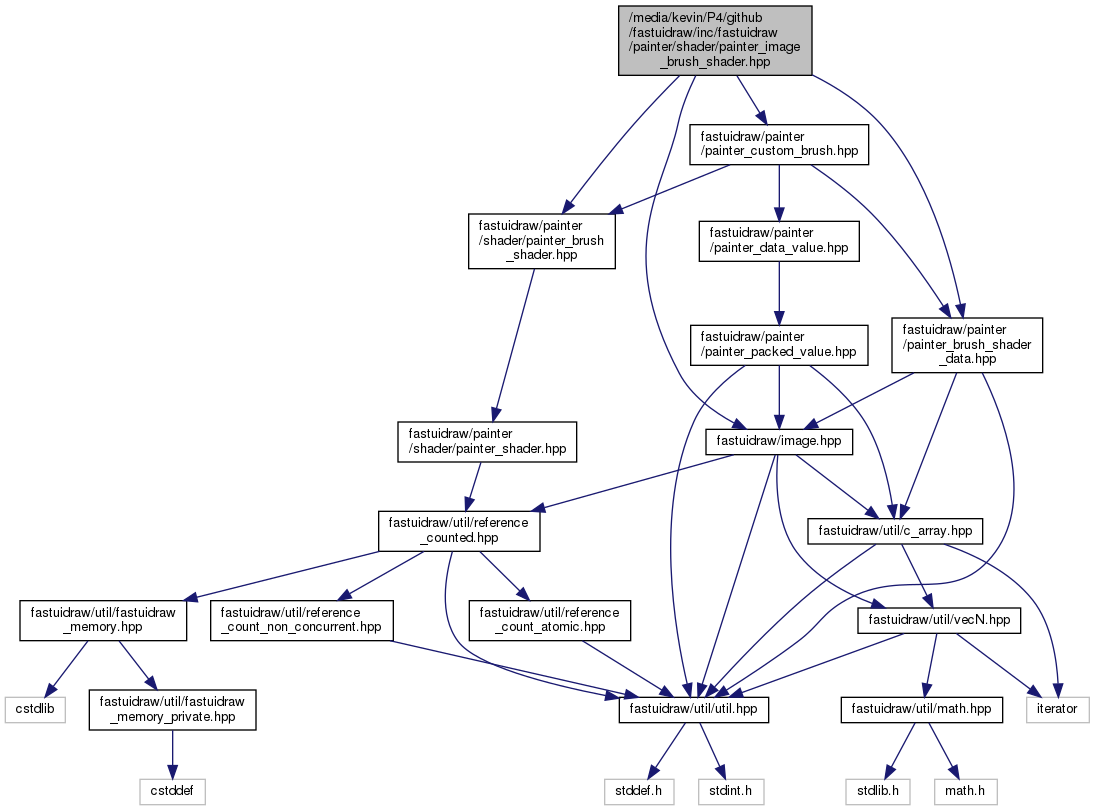 /media/kevin/P4/github
/fastuidraw/inc/fastuidraw
/painter/shader/painter_image
_brush_shader.hpp
fastuidraw/painter
/painter_custom_brush.hpp
fastuidraw/painter
/shader/painter_brush
_shader.hpp
fastuidraw/painter
/painter_data_value.hpp
fastuidraw/painter
/painter_packed_value.hpp
fastuidraw/painter
/painter_brush_shader
_data.hpp
fastuidraw/painter
/shader/painter_shader.hpp
fastuidraw/image.hpp
fastuidraw/util/reference
_counted.hpp
fastuidraw/util/c_array.hpp
fastuidraw/util/fastuidraw
_memory.hpp
fastuidraw/util/reference
_count_non_concurrent.hpp
fastuidraw/util/reference
_count_atomic.hpp
fastuidraw/util/vecN.hpp
cstdlib
fastuidraw/util/fastuidraw
_memory_private.hpp
fastuidraw/util/util.hpp
fastuidraw/util/math.hpp
iterator
cstddef
stddef.h
stdint.h
stdlib.h
math.h